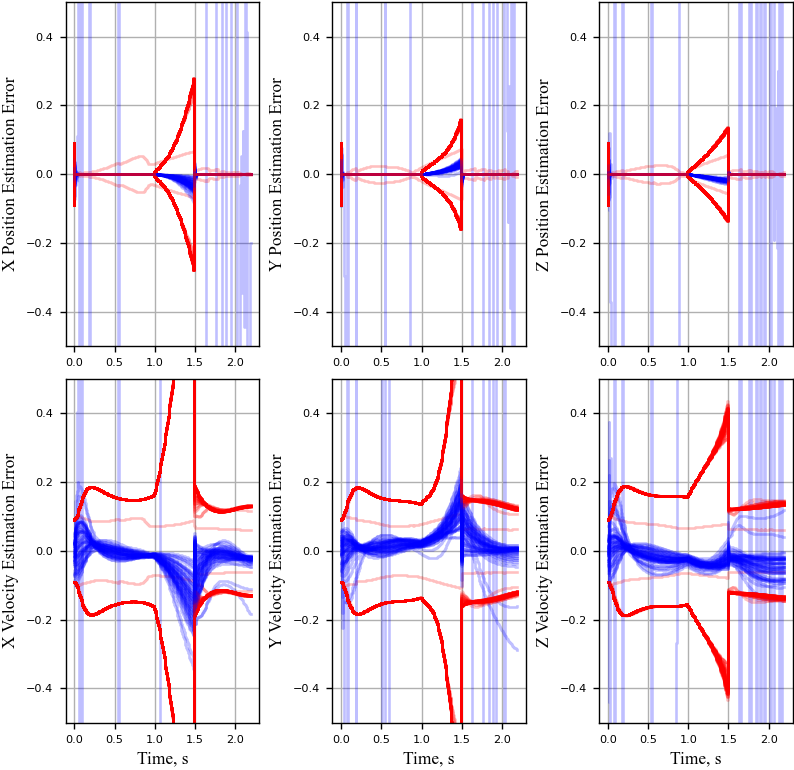 X Position Estimation Error
0.4
0.2
0.0
−0.2
−0.4
0.0 0.5 1.0 1.5 2.0
Y Position Estimation Error
0.4
0.2
0.0
−0.2
−0.4
0.0 0.5 1.0 1.5 2.0
Z Position Estimation Error
0.4
0.2
0.0
−0.2
−0.4
0.0 0.5 1.0 1.5 2.0
X Velocity Estimation Error
0.4
0.2
0.0
−0.2
−0.4
0.0 0.5 1.0 1.5 2.0
Time, s
Y Velocity Estimation Error
0.4
0.2
0.0
−0.2
−0.4
0.0 0.5 1.0 1.5 2.0
Time, s
Z Velocity Estimation Error
0.4
0.2
0.0
−0.2
−0.4
0.0 0.5 1.0 1.5 2.0
Time, s